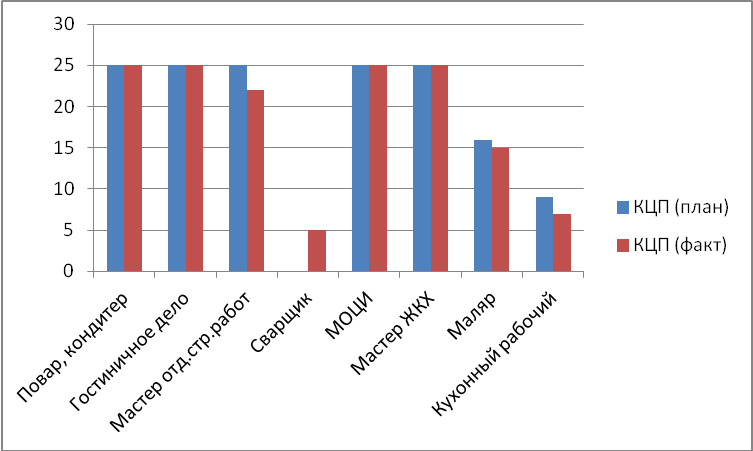 30
25
20
15
10
5
0
Повар, кондитер
Гостиничное дело
Мастер отд.стр.работ
Сварщик
МОЦИ
Мастер ЖКХ
Маляр
Кухонный рабочий
КЦП (план)
КЦП (факт)